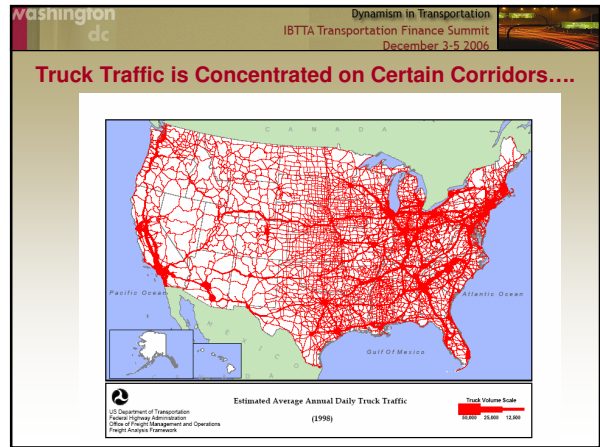 washington
dc
Dynamism in Transportation
IBTTA Transportation Finance Summit
December 3-5 2006
Truck Traffic is Concentrated on Certain Corridors....
C A N A D A
Pacific Ocean
Atlantic Ocean
M E X I C O
Gulf Of Mexico
US Department of Transportation
Federal Highway Administration
Office of Freight Management and Operations
Freight Analysis Framework
Estimated Average Annual Daily Truck Traffic
(1998)
Truck Volume Scale
50,000 25,000 12,500